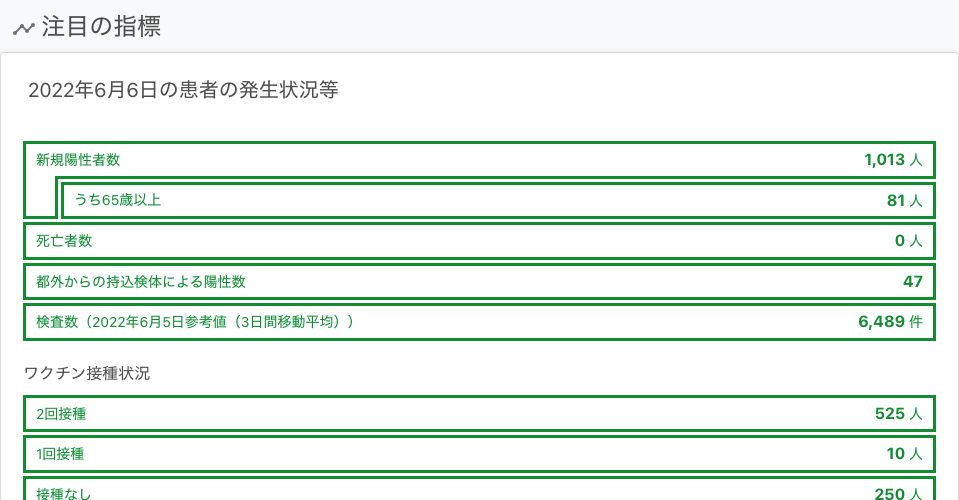 注目の指標
2022年6月6日の患者の発生状況等
新規陽性者数 1,013 人
うち65歳以上 81 人
死亡者数 0 人
都外からの持込検体による陽性数 47
検査数（2022年6月5日参考値（3日間移動平均）） 6,489 件
ワクチン接種状況
2回接種 525 人
1回接種 10 人
接種なし 250 人